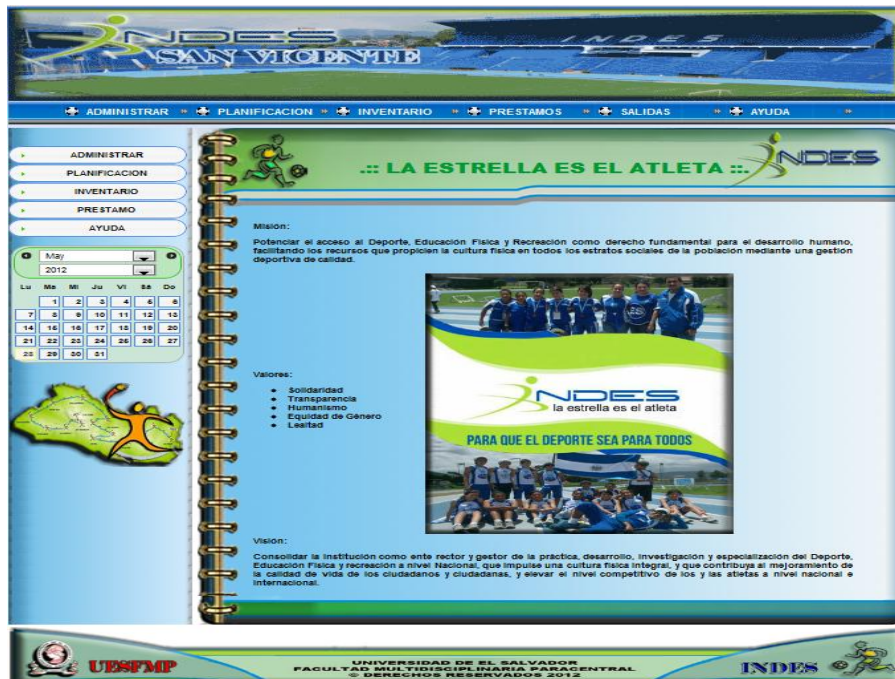 INDES
SAN VICENTE
INDES
ADMINISTRAR PLANIFICACION INVENTARIO PRESTAMOS SALIDAS AYUDA
ADMINISTRAR
PLANIFICACION
INVENTARIO
PRESTAMO
AYUDA
May
2012
Lu Ma Mi Ju Vi Sá Do
1 2 3 4 5 6
7 8 9 10 11 12 13
14 15 16 17 18 19 20
21 22 23 24 25 26 27
28 29 30 31
.:: LA ESTRELLA ES EL ATLETA ::.
INDES
Misión:
Potenciar el acceso al Deporte, Educación Física y Recreación como derecho fundamental para el desarrollo humano,
facilitando los recursos que propicien la cultura física en todos los estratos sociales de la población mediante una gestión
deportiva de calidad.
Valores:
Solidaridad
Transparencia
Humanismo
Equidad de Género
Lealtad
INDES
la estrella es el atleta
PARA QUE EL DEPORTE SEA PARA TODOS
Visión:
Consolidar la Institución como ente rector y gestor de la práctica, desarrollo, Investigación y especialización del Deporte,
Educación Física y recreación a nivel Nacional, que impulse una cultura física integral, y que contribuya al mejoramiento de
la calidad de vida de los ciudadanos y ciudadanas, y elevar el nivel competitivo de los y las atletas a nivel nacional e
internacional.
UESFMP
UNIVERSIDAD DE EL SALVADOR
FACULTAD MULTIDISCIPLINARIA PARACENTRAL
© DERECHOS RESERVADOS 2012
INDES